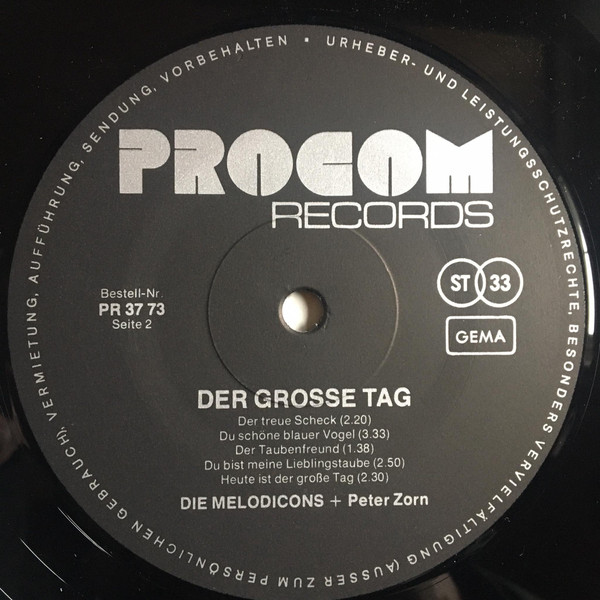 URHEBER- UND LEISTUNGSSCHUTZRECHTE, BESONDERS VERVIELFÄLTIGUNG (AUSSER ZUM PERSÖNLICHEN GEBRAUCH), VERMIETUNG, AUFFÜHRUNG, SENDUNG, VORBEHALTEN •
PROCOM
RECORDS
Bestell-Nr.
PR 37 73
Seite 2
ST 33
GEMA
DER GROSSE TAG
Der treue Scheck (2.20)
Du schöne blauer Vogel (3.33)
Der Taubenfreund (1.38)
Du bist meine Lieblingstaube (2.50)
Heute ist der große Tag (2.30)
DIE MELODICONS + Peter Zorn